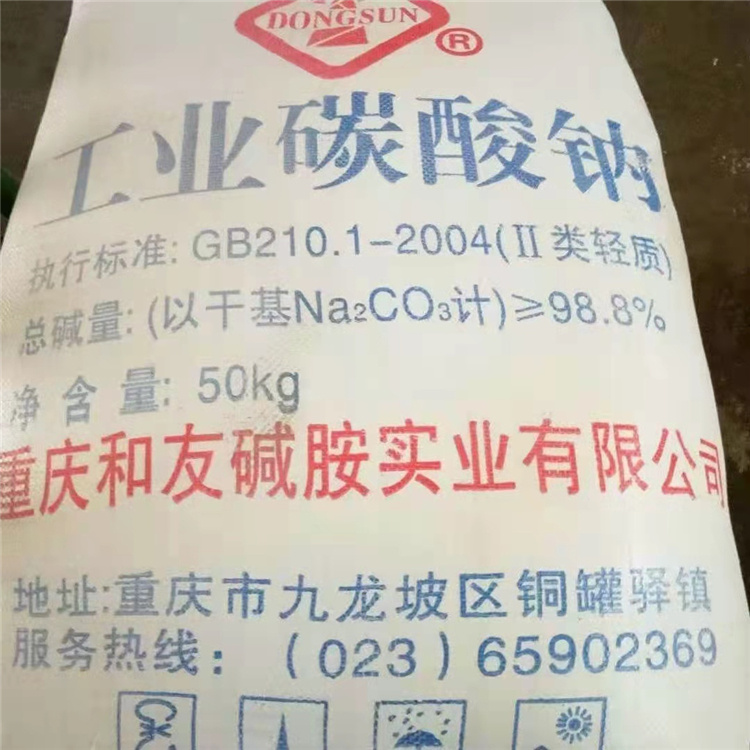 DONGSUN
®
工业碳酸钠
执行标准: GB210.1-2004(II类轻质)
总碱量: (以干基Na₂CO₃计)≥98.8%
净含量: 50kg
重庆和友碱胺实业有限公司
地址:重庆市九龙坡区铜罐驿镇
服务热线:(023)65902369